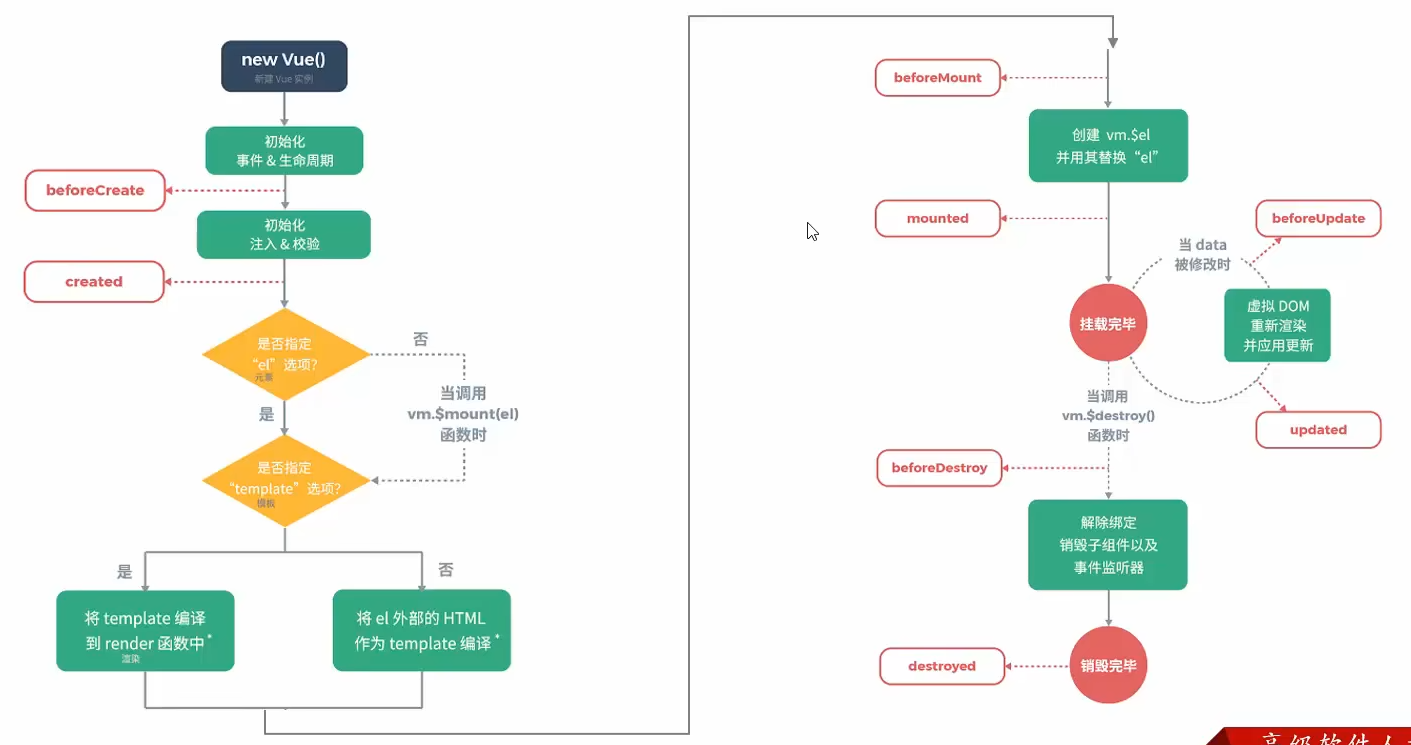 new Vue()
新建 Vue 实例
初始化
事件 & 生命周期
beforeCreate
初始化
注入 & 校验
created
是否指定
“el”选项?
元素
否
当调用
vm.$mount(el)
函数时
是
是否指定
“template”选项?
模板
是
否
将 template 编译
到 render 函数中*
渲染
将 el 外部的 HTML
作为 template 编译*
beforeMount
创建 vm.$el
并用其替换“el”
mounted
beforeUpdate
当 data
被修改时
挂载完毕
虚拟 DOM
重新渲染
并应用更新
当调用
vm.$destroy()
函数时
updated
beforeDestroy
解除绑定
销毁子组件以及
事件监听器
destroyed
销毁完毕
高级软件人